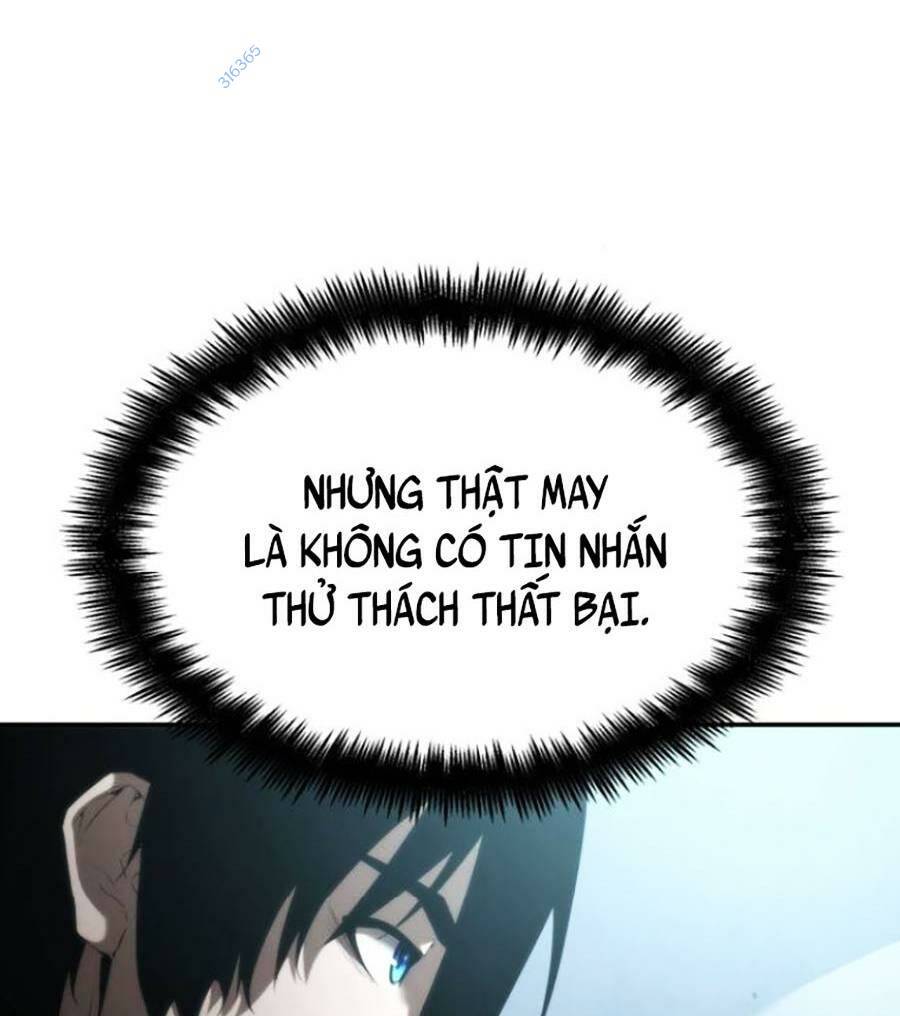 316365
NHƯNG THẬT MAY
LÀ KHÔNG CÓ TIN NHẮN
THỬ THÁCH THẤT BẠI.